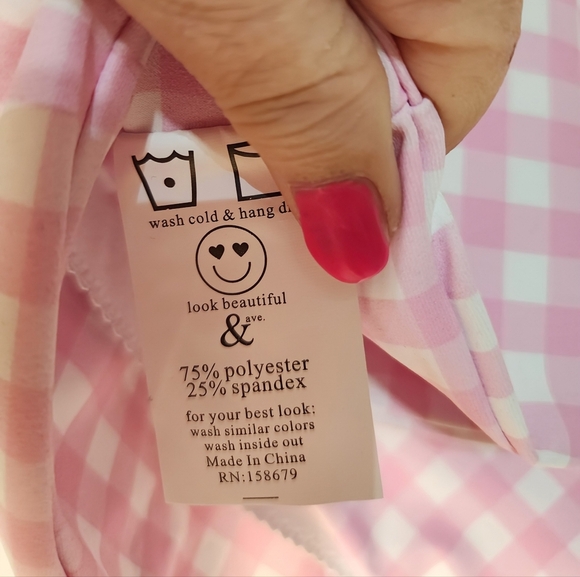 wash cold & hang d
look beautiful
& ave.
75% polyester
25% spandex
for your best look:
wash similar colors
wash inside out
Made In China
RN:158679